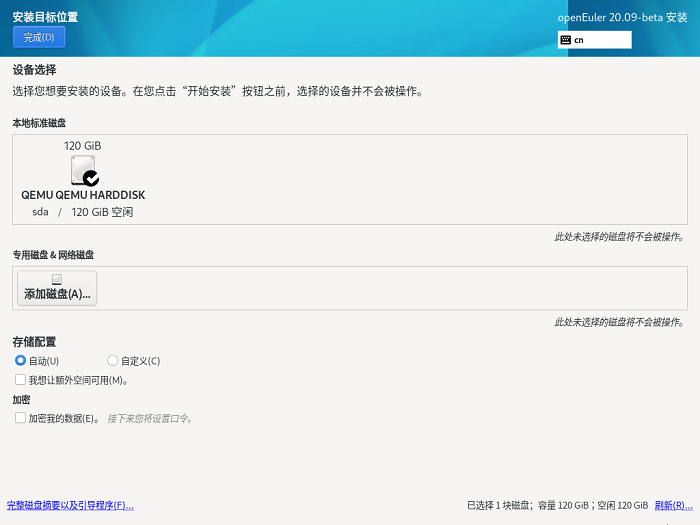 安装目标位置
openEuler 20.09-beta 安装
完成(D)
cn
设备选择
选择您想要安装的设备。在您点击“开始安装”按钮之前，选择的设备并不会被操作。
本地标准磁盘
120 GiB
QEMU QEMU HARDDISK
sda / 120 GiB 空闲
此处未选择的磁盘将不会被操作。
专用磁盘 & 网络磁盘
添加磁盘(A)...
此处未选择的磁盘将不会被操作。
存储配置
自动(U) 自定义(C)
我想让额外空间可用(M)。
加密
加密我的数据(E)。 接下来您将设置口令。
完整磁盘摘要以及引导程序(F)...
已选择 1 块磁盘；容量 120 GiB；空闲 120 GiB 刷新(R)...